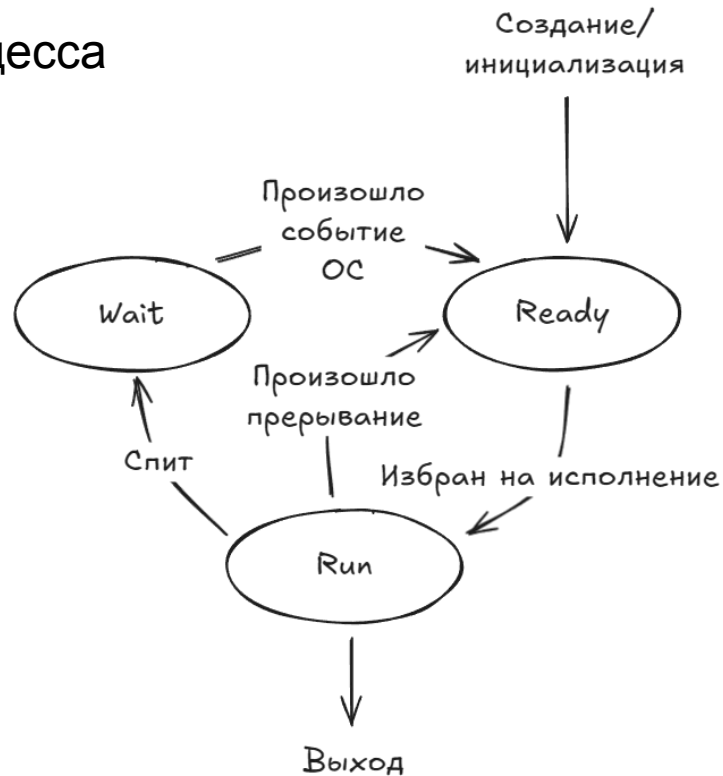 цесса
Создание/
инициализация
Произошло
событие
ОС
Wait
Ready
Произошло
прерывание
Спит
Избран на исполнение
Run
Выход